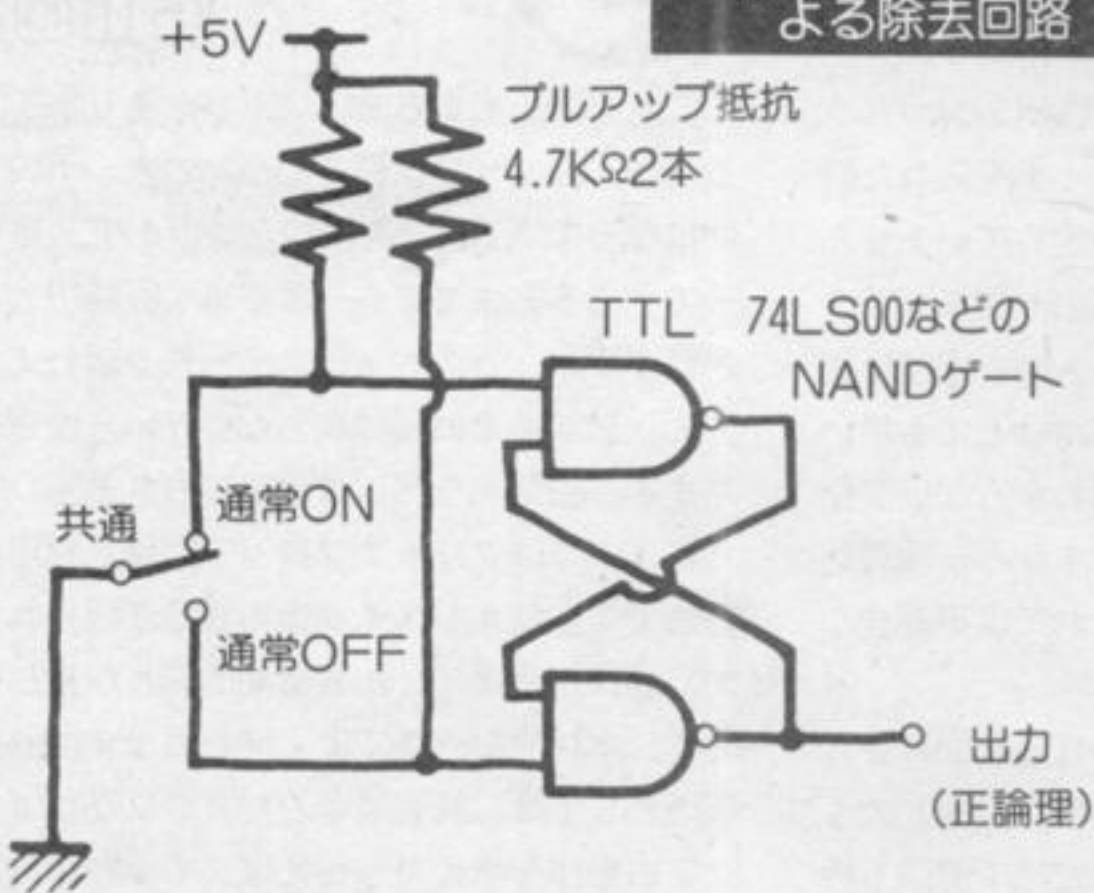 よる除去回路
+5V
プルアップ抵抗
4.7KΩ2本
TTL 74LS00などの
NANDゲート
共通
通常ON
通常OFF
出力
(正論理)